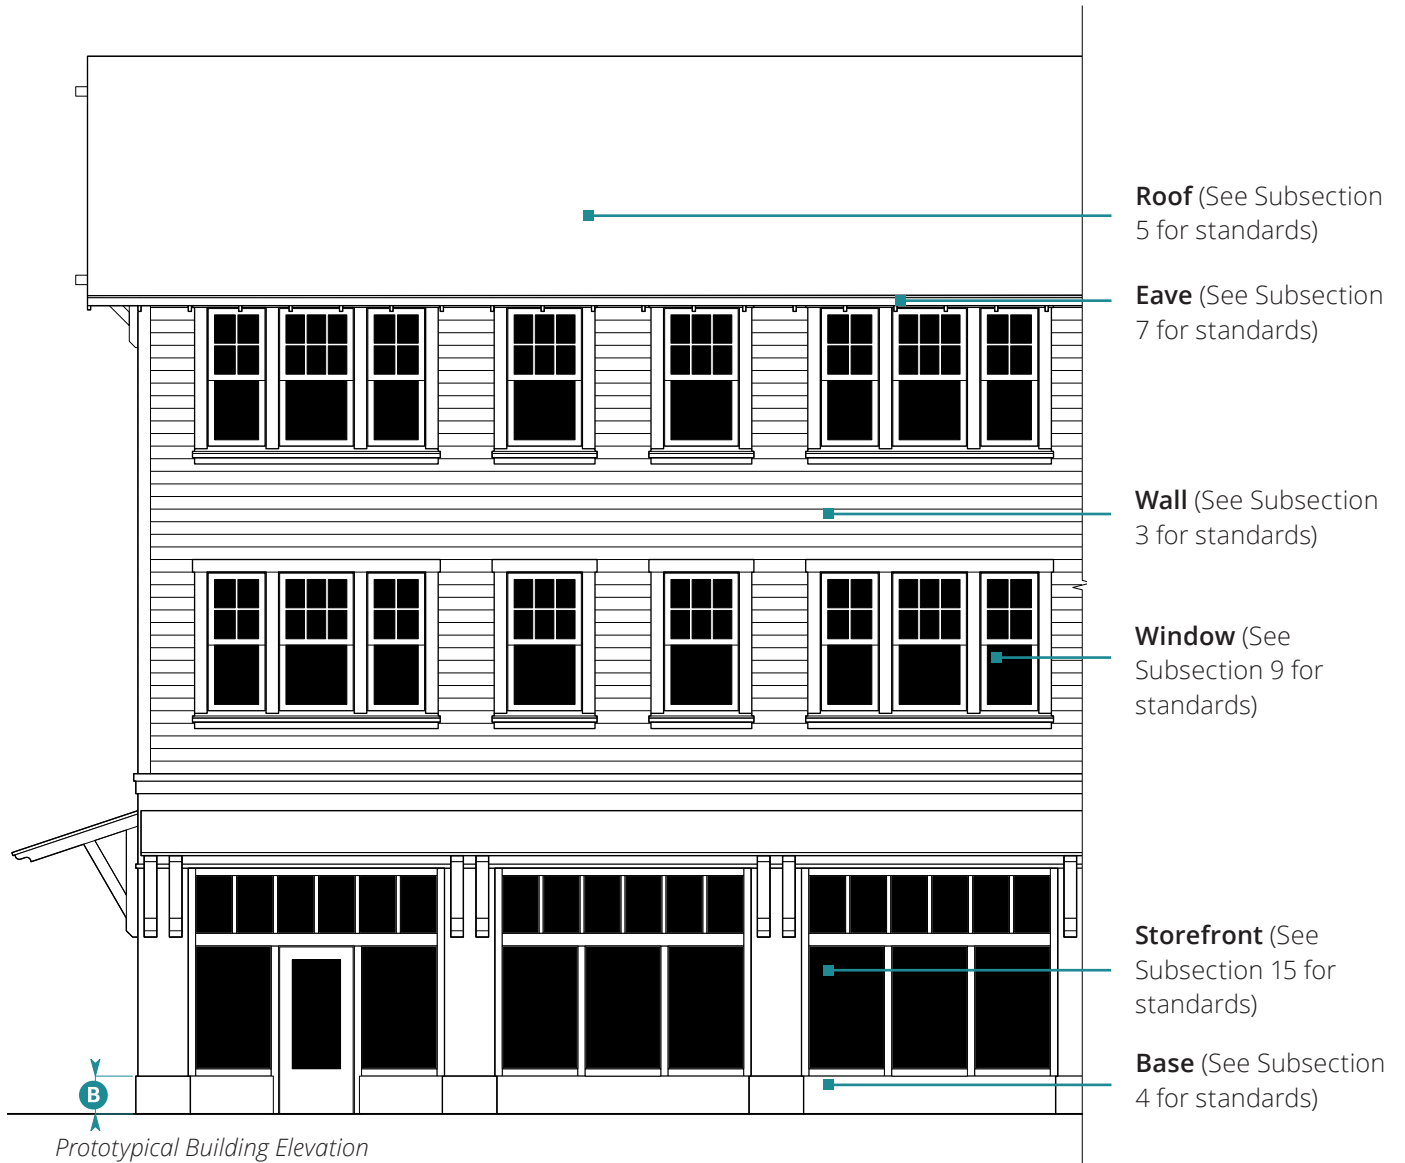 Roof (See Subsection
5 for standards)
Eave (See Subsection
7 for standards)
Wall (See Subsection
3 for standards)
Window (See
Subsection 9 for
standards)
Storefront (See
Subsection 15 for
standards)
Base (See Subsection
4 for standards)
B
Prototypical Building Elevation